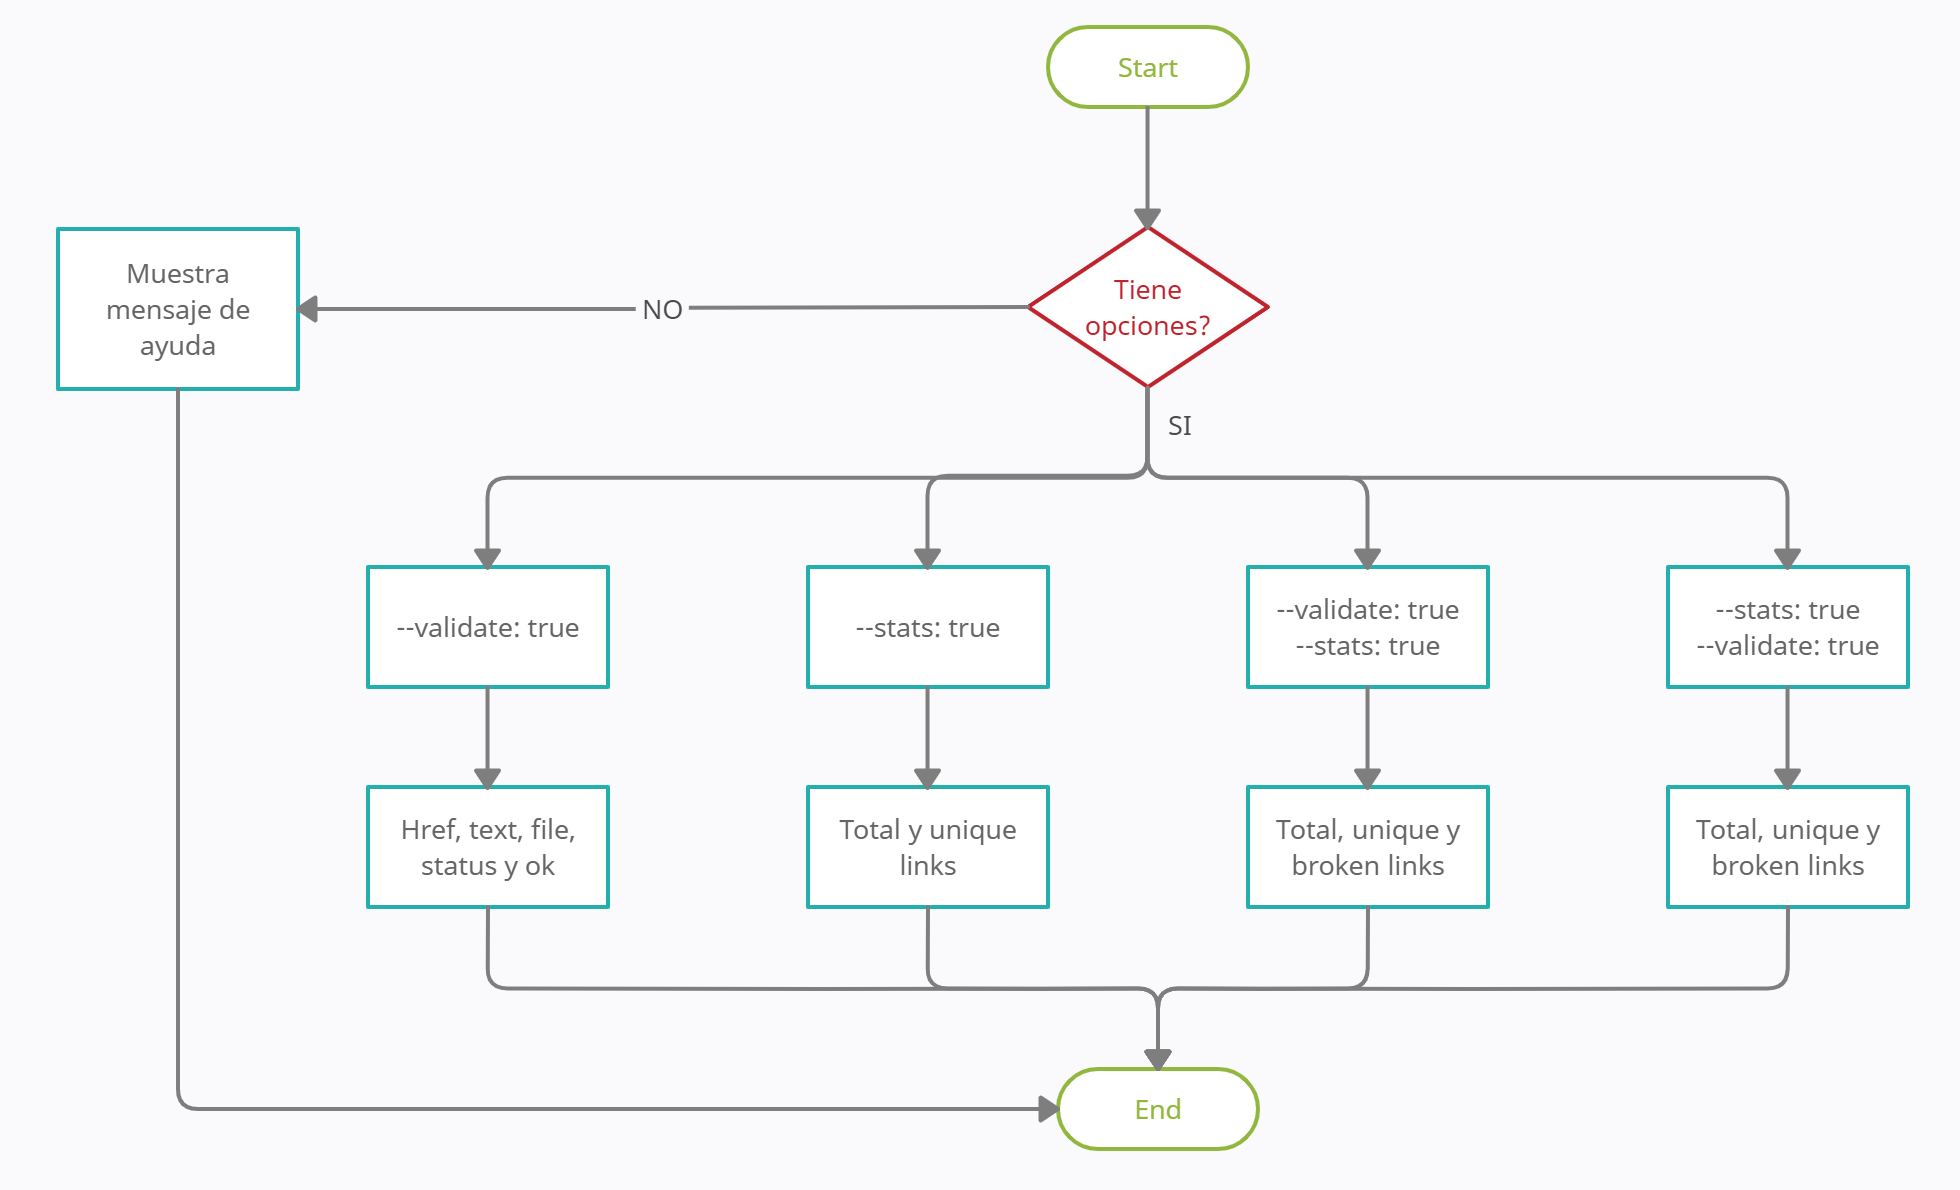 Start
Tiene
opciones?
NO
Muestra
mensaje de
ayuda
SI
--validate: true
--stats: true
--validate: true
--stats: true
--stats: true
--validate: true
Href, text, file,
status y ok
Total y unique
links
Total, unique y
broken links
Total, unique y
broken links
End